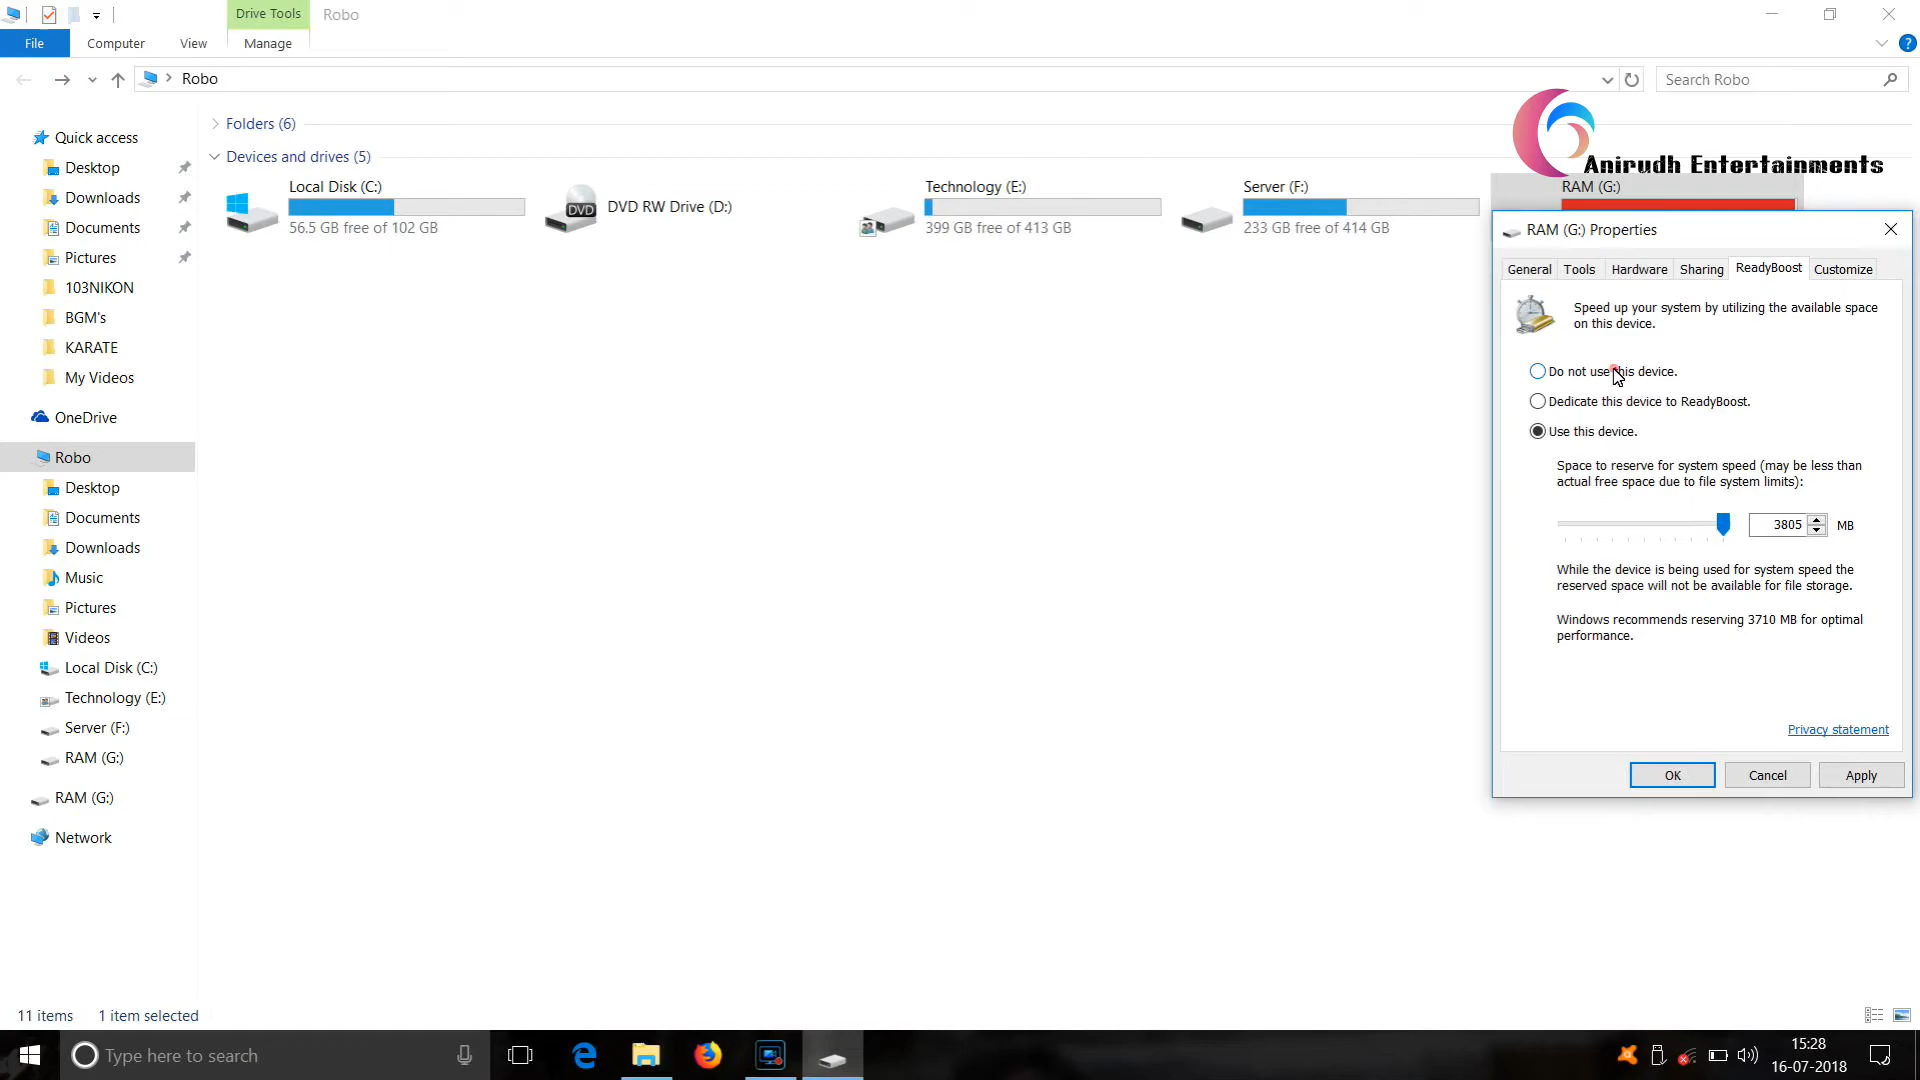 Drive Tools
Robo
File
Computer
View
Manage
Robo
Search Robo
Folders (6)
Devices and drives (5)
Local Disk (C:)
56.5 GB free of 102 GB
DVD
DVD RW Drive (D:)
Technology (E:)
399 GB free of 413 GB
Server (F:)
233 GB free of 414 GB
Anirudh Entertainments
RAM (G:)
Quick access
Desktop
Downloads
Documents
Pictures
103NIKON
BGM's
KARATE
My Videos
OneDrive
Robo
Desktop
Documents
Downloads
Music
Pictures
Videos
Local Disk (C:)
Technology (E:)
Server (F:)
RAM (G:)
RAM (G:)
Network
RAM (G:) Properties
General
Tools
Hardware
Sharing
ReadyBoost
Customize
Speed up your system by utilizing the available space
on this device.
Do not use this device.
Dedicate this device to ReadyBoost.
Use this device.
Space to reserve for system speed (may be less than
actual free space due to file system limits):
3805 MB
While the device is being used for system speed the
reserved space will not be available for file storage.
Windows recommends reserving 3710 MB for optimal
performance.
Privacy statement
OK
Cancel
Apply
11 items
1 item selected
Type here to search
15:28
16-07-2018